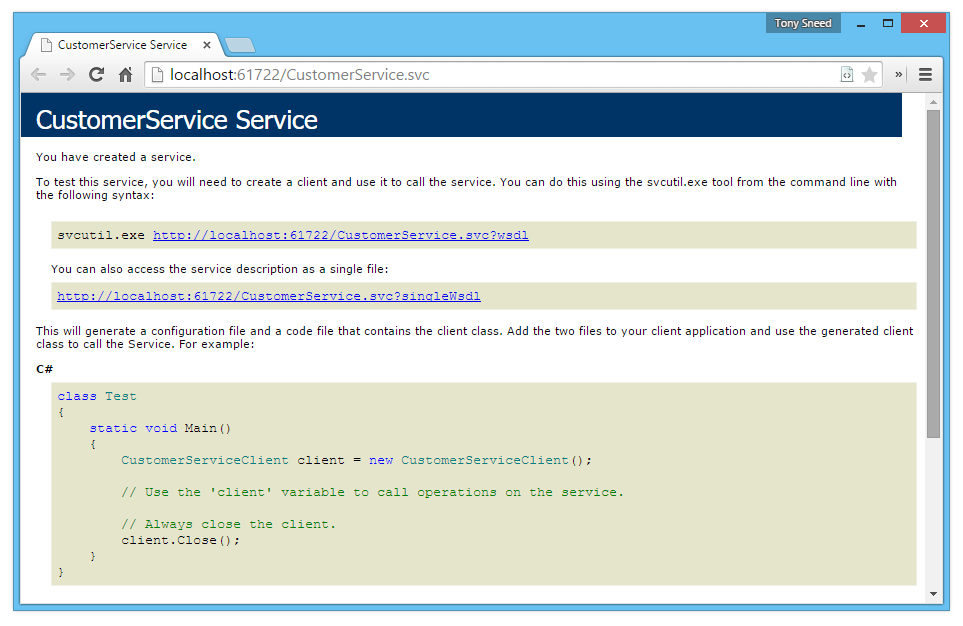 Tony Sneed
CustomerService Service
localhost:61722/CustomerService.svc
CustomerService Service
You have created a service.
To test this service, you will need to create a client and use it to call the service. You can do this using the svcutil.exe tool from the command line with
the following syntax:
svcutil.exe http://localhost:61722/CustomerService.svc?wsdl
You can also access the service description as a single file:
http://localhost:61722/CustomerService.svc?singleWsdl
This will generate a configuration file and a code file that contains the client class. Add the two files to your client application and use the generated client
class to call the Service. For example:
C#
class Test
{
    static void Main()
    {
        CustomerServiceClient client = new CustomerServiceClient();
        // Use the 'client' variable to call operations on the service.
        // Always close the client.
        client.Close();
    }
}